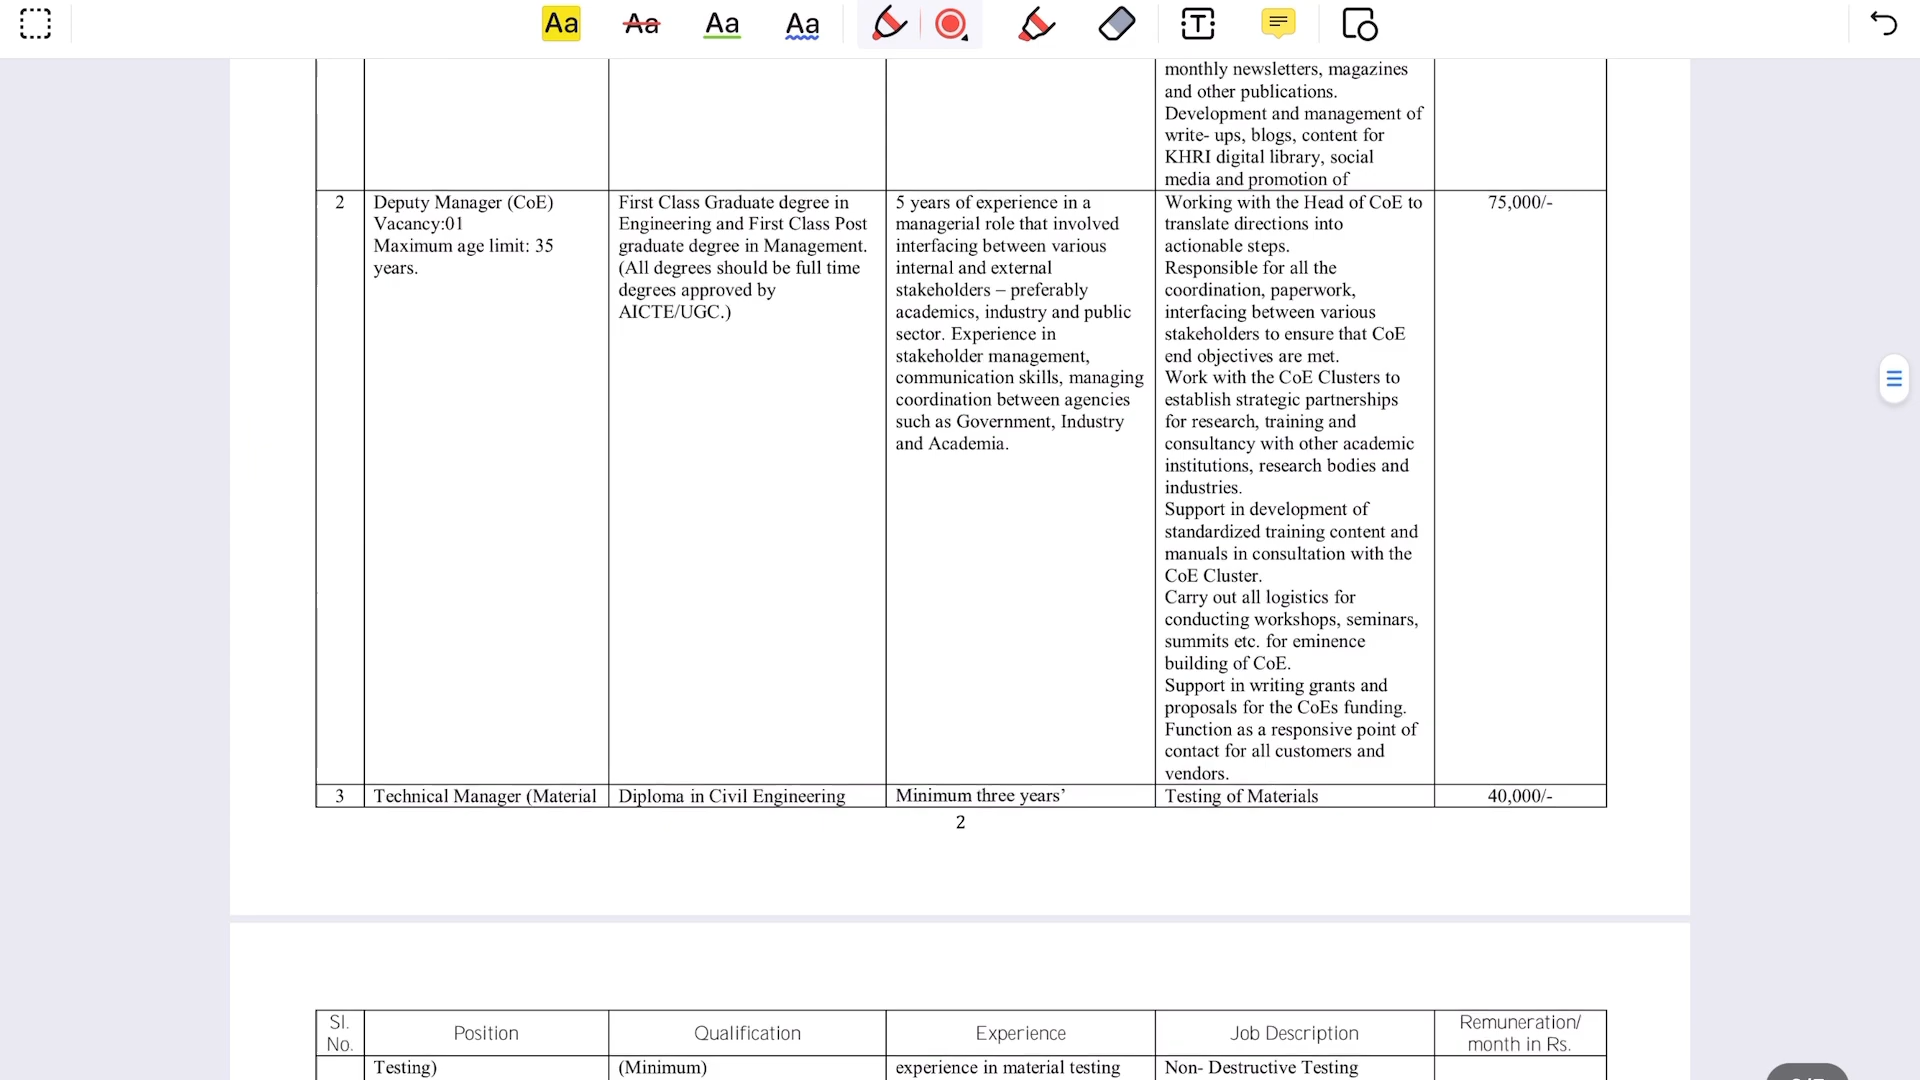 Aa Aa Aa Aa T
monthly newsletters, magazines
and other publications.
Development and management of
write- ups, blogs, content for
KHRI digital library, social
media and promotion of
2
Deputy Manager (CoE)
Vacancy:01
Maximum age limit: 35
years.
First Class Graduate degree in
Engineering and First Class Post
graduate degree in Management.
(All degrees should be full time
degrees approved by
AICTE/UGC.)
5 years of experience in a
managerial role that involved
interfacing between various
internal and external
stakeholders – preferably
academics, industry and public
sector. Experience in
stakeholder management,
communication skills, managing
coordination between agencies
such as Government, Industry
and Academia.
Working with the Head of CoE to
translate directions into
actionable steps.
Responsible for all the
coordination, paperwork,
interfacing between various
stakeholders to ensure that CoE
end objectives are met.
Work with the CoE Clusters to
establish strategic partnerships
for research, training and
consultancy with other academic
institutions, research bodies and
industries.
Support in development of
standardized training content and
manuals in consultation with the
CoE Cluster.
Carry out all logistics for
conducting workshops, seminars,
summits etc. for eminence
building of CoE.
Support in writing grants and
proposals for the CoEs funding.
Function as a responsive point of
contact for all customers and
vendors.
75,000/-
3
Technical Manager (Material
Diploma in Civil Engineering
Minimum three years’
Testing of Materials
40,000/-
2
Sl.
No.
Position
Qualification
Experience
Job Description
Remuneration/
month in Rs.
Testing)
(Minimum)
experience in material testing
Non- Destructive Testing